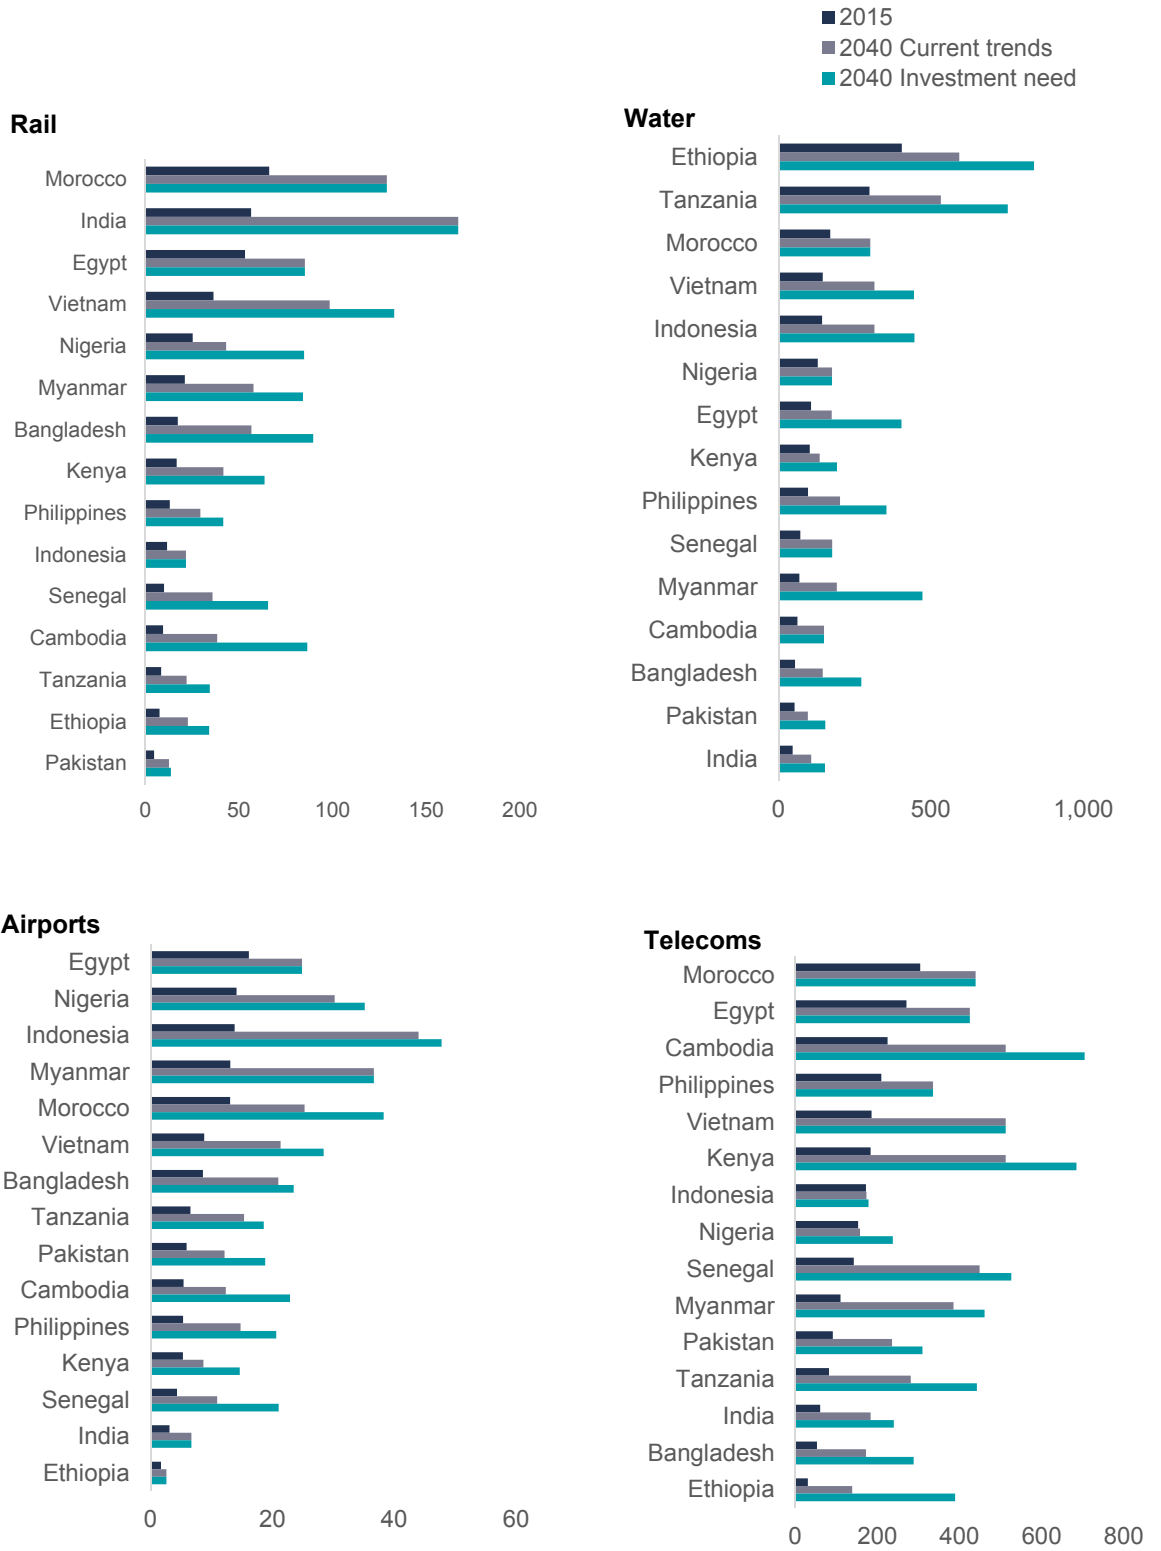 2015
2040 Current trends
2040 Investment need
Rail
Morocco
India
Egypt
Vietnam
Nigeria
Myanmar
Bangladesh
Kenya
Philippines
Indonesia
Senegal
Cambodia
Tanzania
Ethiopia
Pakistan
0 50 100 150 200
Water
Ethiopia
Tanzania
Morocco
Vietnam
Indonesia
Nigeria
Egypt
Kenya
Philippines
Senegal
Myanmar
Cambodia
Bangladesh
Pakistan
India
0 500 1,000
Airports
Egypt
Nigeria
Indonesia
Myanmar
Morocco
Vietnam
Bangladesh
Tanzania
Pakistan
Cambodia
Philippines
Kenya
Senegal
India
Ethiopia
0 20 40 60
Telecoms
Morocco
Egypt
Cambodia
Philippines
Vietnam
Kenya
Indonesia
Nigeria
Senegal
Myanmar
Pakistan
Tanzania
India
Bangladesh
Ethiopia
0 200 400 600 800